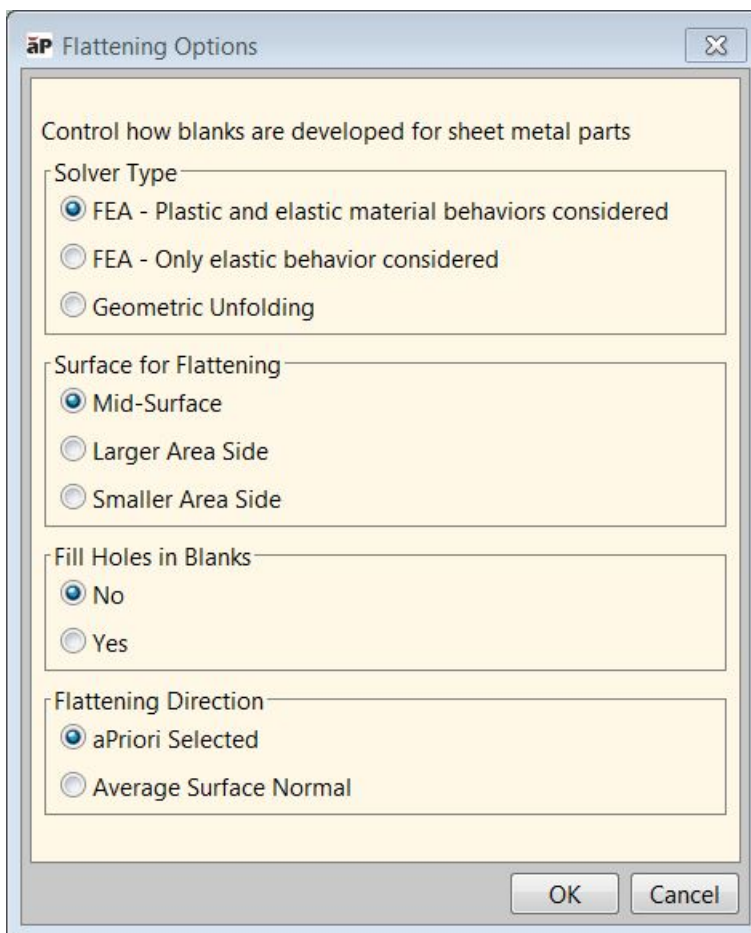 āP Flattening Options
Control how blanks are developed for sheet metal parts
Solver Type
FEA - Plastic and elastic material behaviors considered
FEA - Only elastic behavior considered
Geometric Unfolding
Surface for Flattening
Mid-Surface
Larger Area Side
Smaller Area Side
Fill Holes in Blanks
No
Yes
Flattening Direction
aPriori Selected
Average Surface Normal
OK Cancel